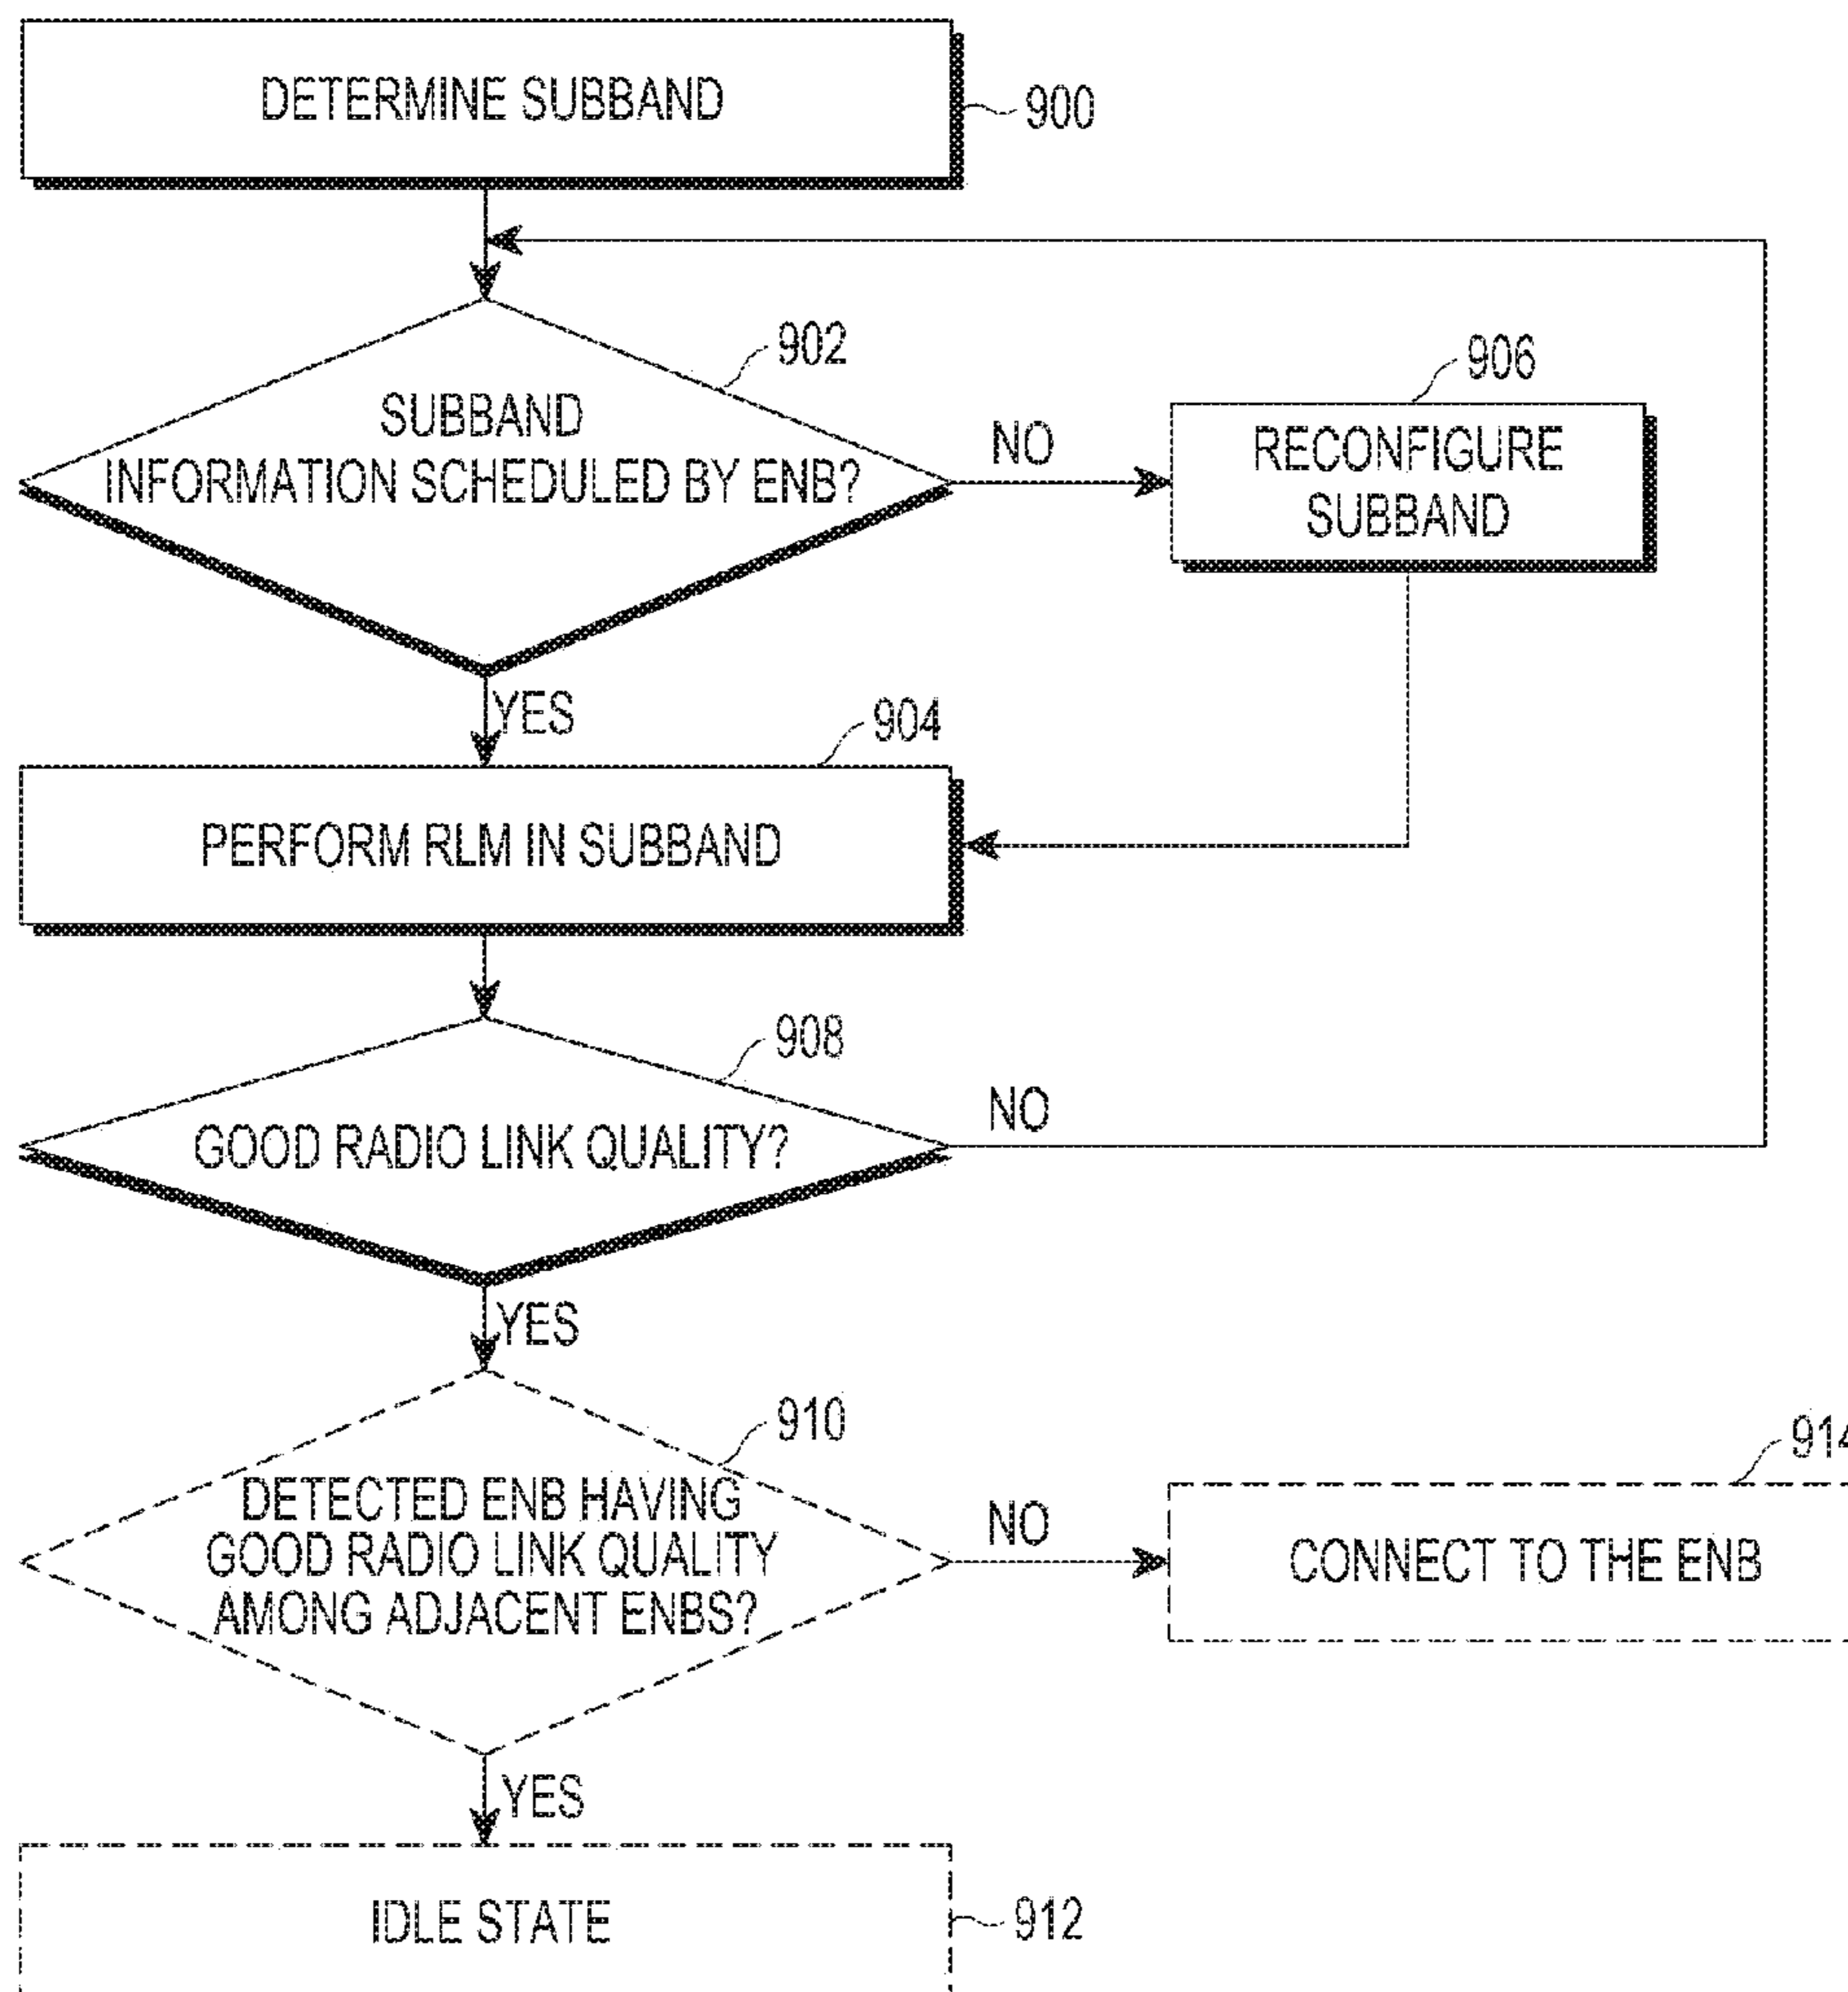 DETERMINE SUBBAND
900
902
SUBBAND
INFORMATION SCHEDULED BY ENB?
NO
906
RECONFIGURE
SUBBAND
YES
904
PERFORM RLM IN SUBBAND
908
GOOD RADIO LINK QUALITY?
NO
YES
910
DETECTED ENB HAVING
GOOD RADIO LINK QUALITY
AMONG ADJACENT ENBS?
NO
914
CONNECT TO THE ENB
YES
IDLE STATE
912